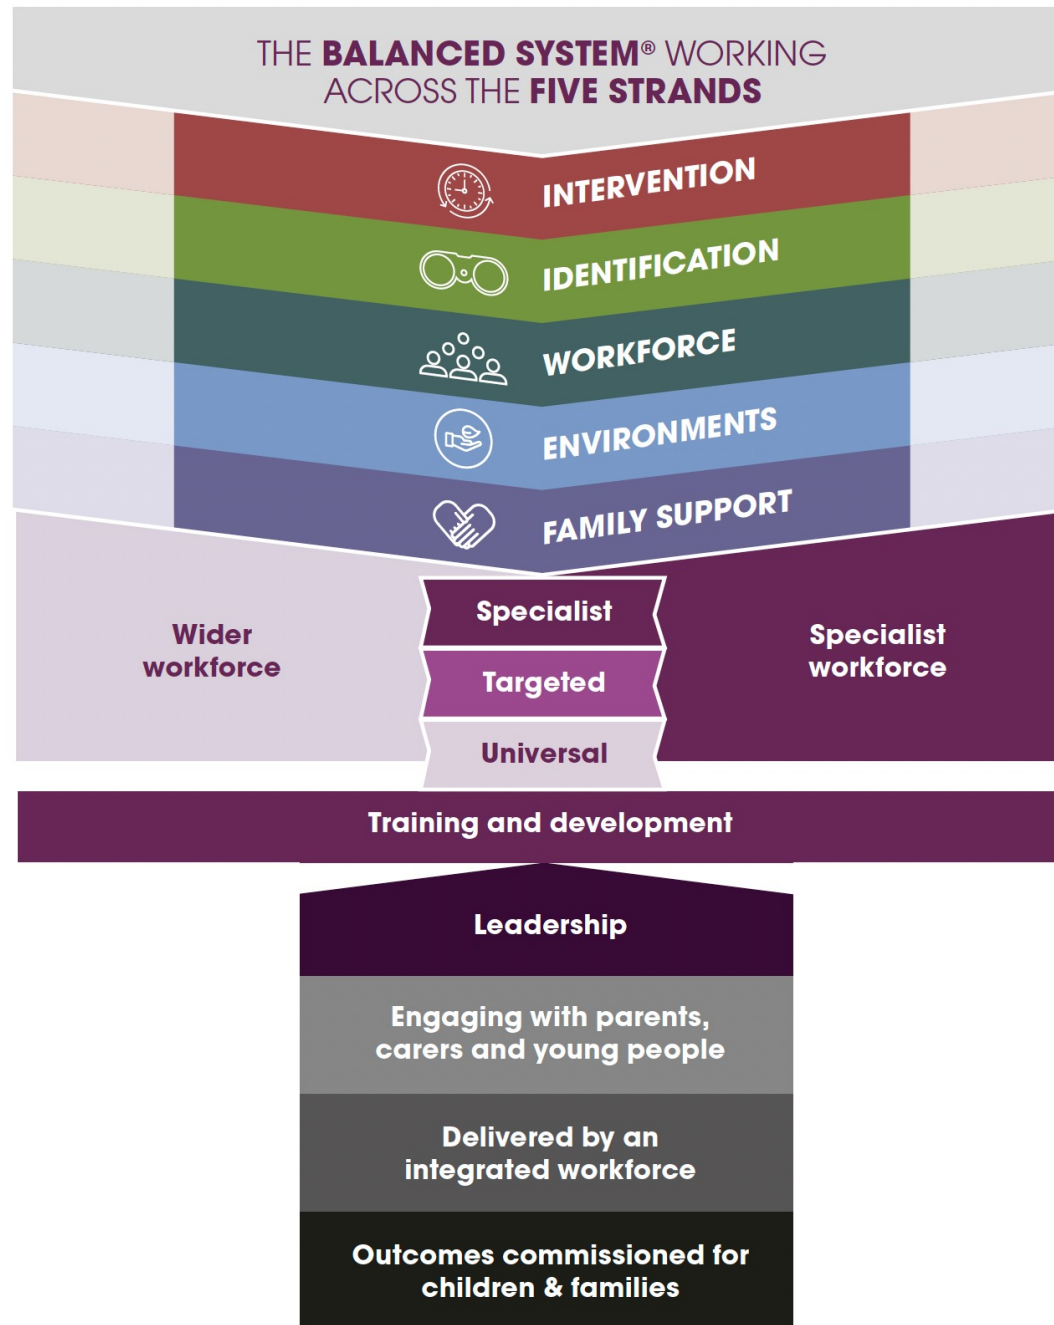 THE BALANCED SYSTEM® WORKING
ACROSS THE FIVE STRANDS
INTERVENTION
IDENTIFICATION
WORKFORCE
ENVIRONMENTS
FAMILY SUPPORT
Wider
workforce
Specialist
Targeted
Universal
Specialist
workforce
Training and development
Leadership
Engaging with parents,
carers and young people
Delivered by an
integrated workforce
Outcomes commissioned for
children & families